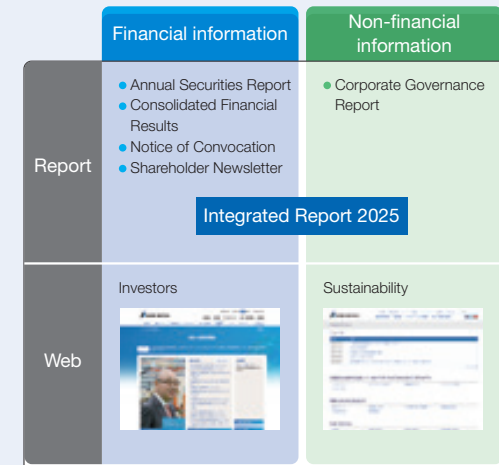 Financial information
Non-financial
information
Report
Annual Securities Report
Consolidated Financial
Results
Notice of Convocation
Shareholder Newsletter
Corporate Governance
Report
Integrated Report 2025
Web
Investors
Sustainability